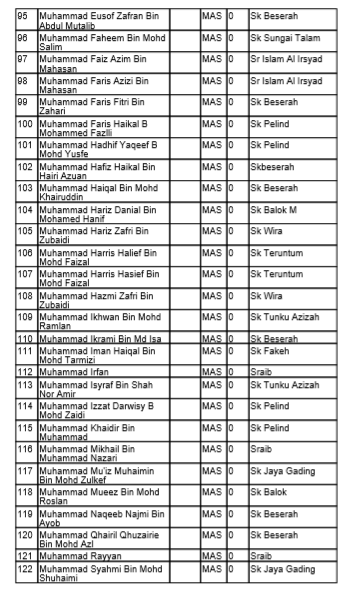 95 Muhammad Eusof Zafran Bin MAS 0 Sk Beserah
Abdul Mutalib
96 Muhammad Faheem Bin Mohd MAS 0 Sk Sungai Talam
Salim
97 Muhammad Faiz Azim Bin MAS 0 Sr Islam Al Irsyad
Mahasan
98 Muhammad Faris Azizi Bin MAS 0 Sr Islam Al Irsyad
Mahasan
99 Muhammad Faris Fitri Bin MAS 0 Sk Beserah
Zahari
100 Muhammad Faris Haikal B MAS 0 Sk Pelind
Mohammed Fazlli
101 Muhammad Hadhif Yaqeef B MAS 0 Sk Pelind
Mohd Yusfe
102 Muhammad Hafiz Haikal Bin MAS 0 Skbeserah
Hairi Azuan
103 Muhammad Haiqal Bin Mohd MAS 0 Sk Beserah
Khairuddin
104 Muhammad Hariz Danial Bin MAS 0 Sk Balok M
Mohamed Hanif
105 Muhammad Hariz Zafri Bin MAS 0 Sk Wira
Zubaidi
106 Muhammad Harris Halief Bin MAS 0 Sk Teruntum
Mohd Faizal
107 Muhammad Harris Hasief Bin MAS 0 Sk Teruntum
Mohd Faizal
108 Muhammad Hazmi Zafri Bin MAS 0 Sk Wira
Zubaidi
109 Muhammad Ikhwan Bin Mohd MAS 0 Sk Tunku Azizah
Ramlan
110 Muhammad Ikrami Bin Md Isa MAS 0 Sk Beserah
111 Muhammad Iman Haiqal Bin MAS 0 Sk Fakeh
Mohd Tarmizi
112 Muhammad Irfan MAS 0 Sraib
113 Muhammad Isyraf Bin Shah MAS 0 Sk Tunku Azizah
Nor Amir
114 Muhammad Izzat Darwisy B MAS 0 Sk Pelind
Mohd Zaidi
115 Muhammad Khaidir Bin MAS 0 Sk Pelind
Muhammad
116 Muhammad Mikhail Bin MAS 0 Sraib
Muhammad Nazari
117 Muhammad Mu'iz Muhaimin MAS 0 Sk Jaya Gading
Bin Mohd Zulkef
118 Muhammad Mueez Bin Mohd MAS 0 Sk Balok
Roslan
119 Muhammad Naqeeb Najmi Bin MAS 0 Sk Beserah
Ayob
120 Muhammad Qhairil Qhuzairie MAS 0 Sk Beserah
Bin Mohd Azl
121 Muhammad Rayyan MAS 0 Sraib
122 Muhammad Syahmi Bin Mohd MAS 0 Sk Jaya Gading
Shuhaimi